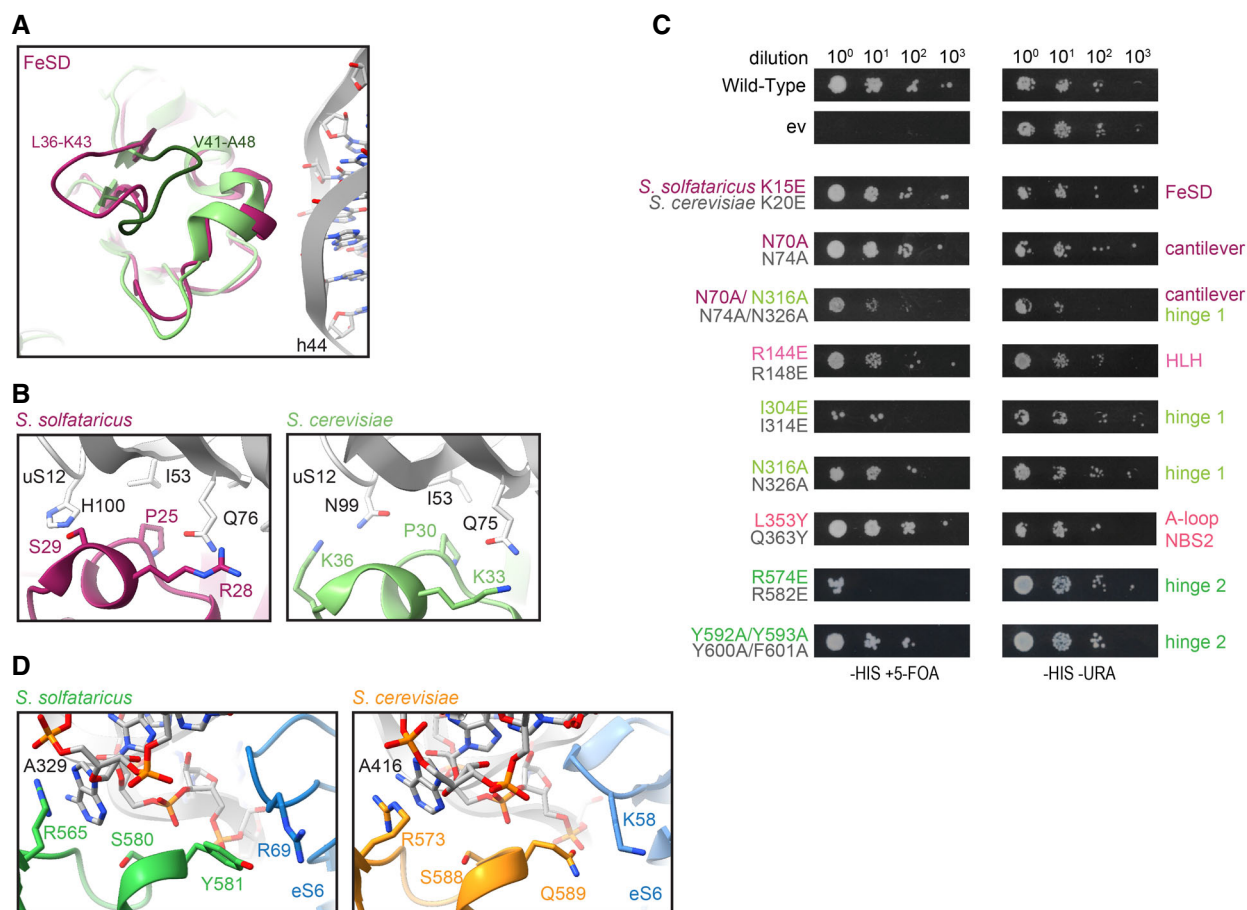 A
FeSD
L36-K43
V41-A48
h44
B
S. solfataricus
uS12
I53
H100
P25
Q76
S29
R28
S. cerevisiae
uS12
I53
N99
P30
Q75
K36
K33
C
dilution 10⁰ 10¹ 10² 10³ 10⁰ 10¹ 10² 10³
Wild-Type
ev
S. solfataricus K15E
S. cerevisiae K20E
FeSD
N70A
N74A
cantilever
N70A/ N316A
N74A/N326A
cantilever
hinge 1
R144E
R148E
HLH
I304E
I314E
hinge 1
N316A
N326A
hinge 1
L353Y
Q363Y
A-loop
NBS2
R574E
R582E
hinge 2
Y592A/Y593A
Y600A/F601A
hinge 2
-HIS +5-FOA
-HIS -URA
D
S. solfataricus
A329
R565
S580
R69
Y581
eS6
S. cerevisiae
A416
K58
R573
S588
Q589
eS6